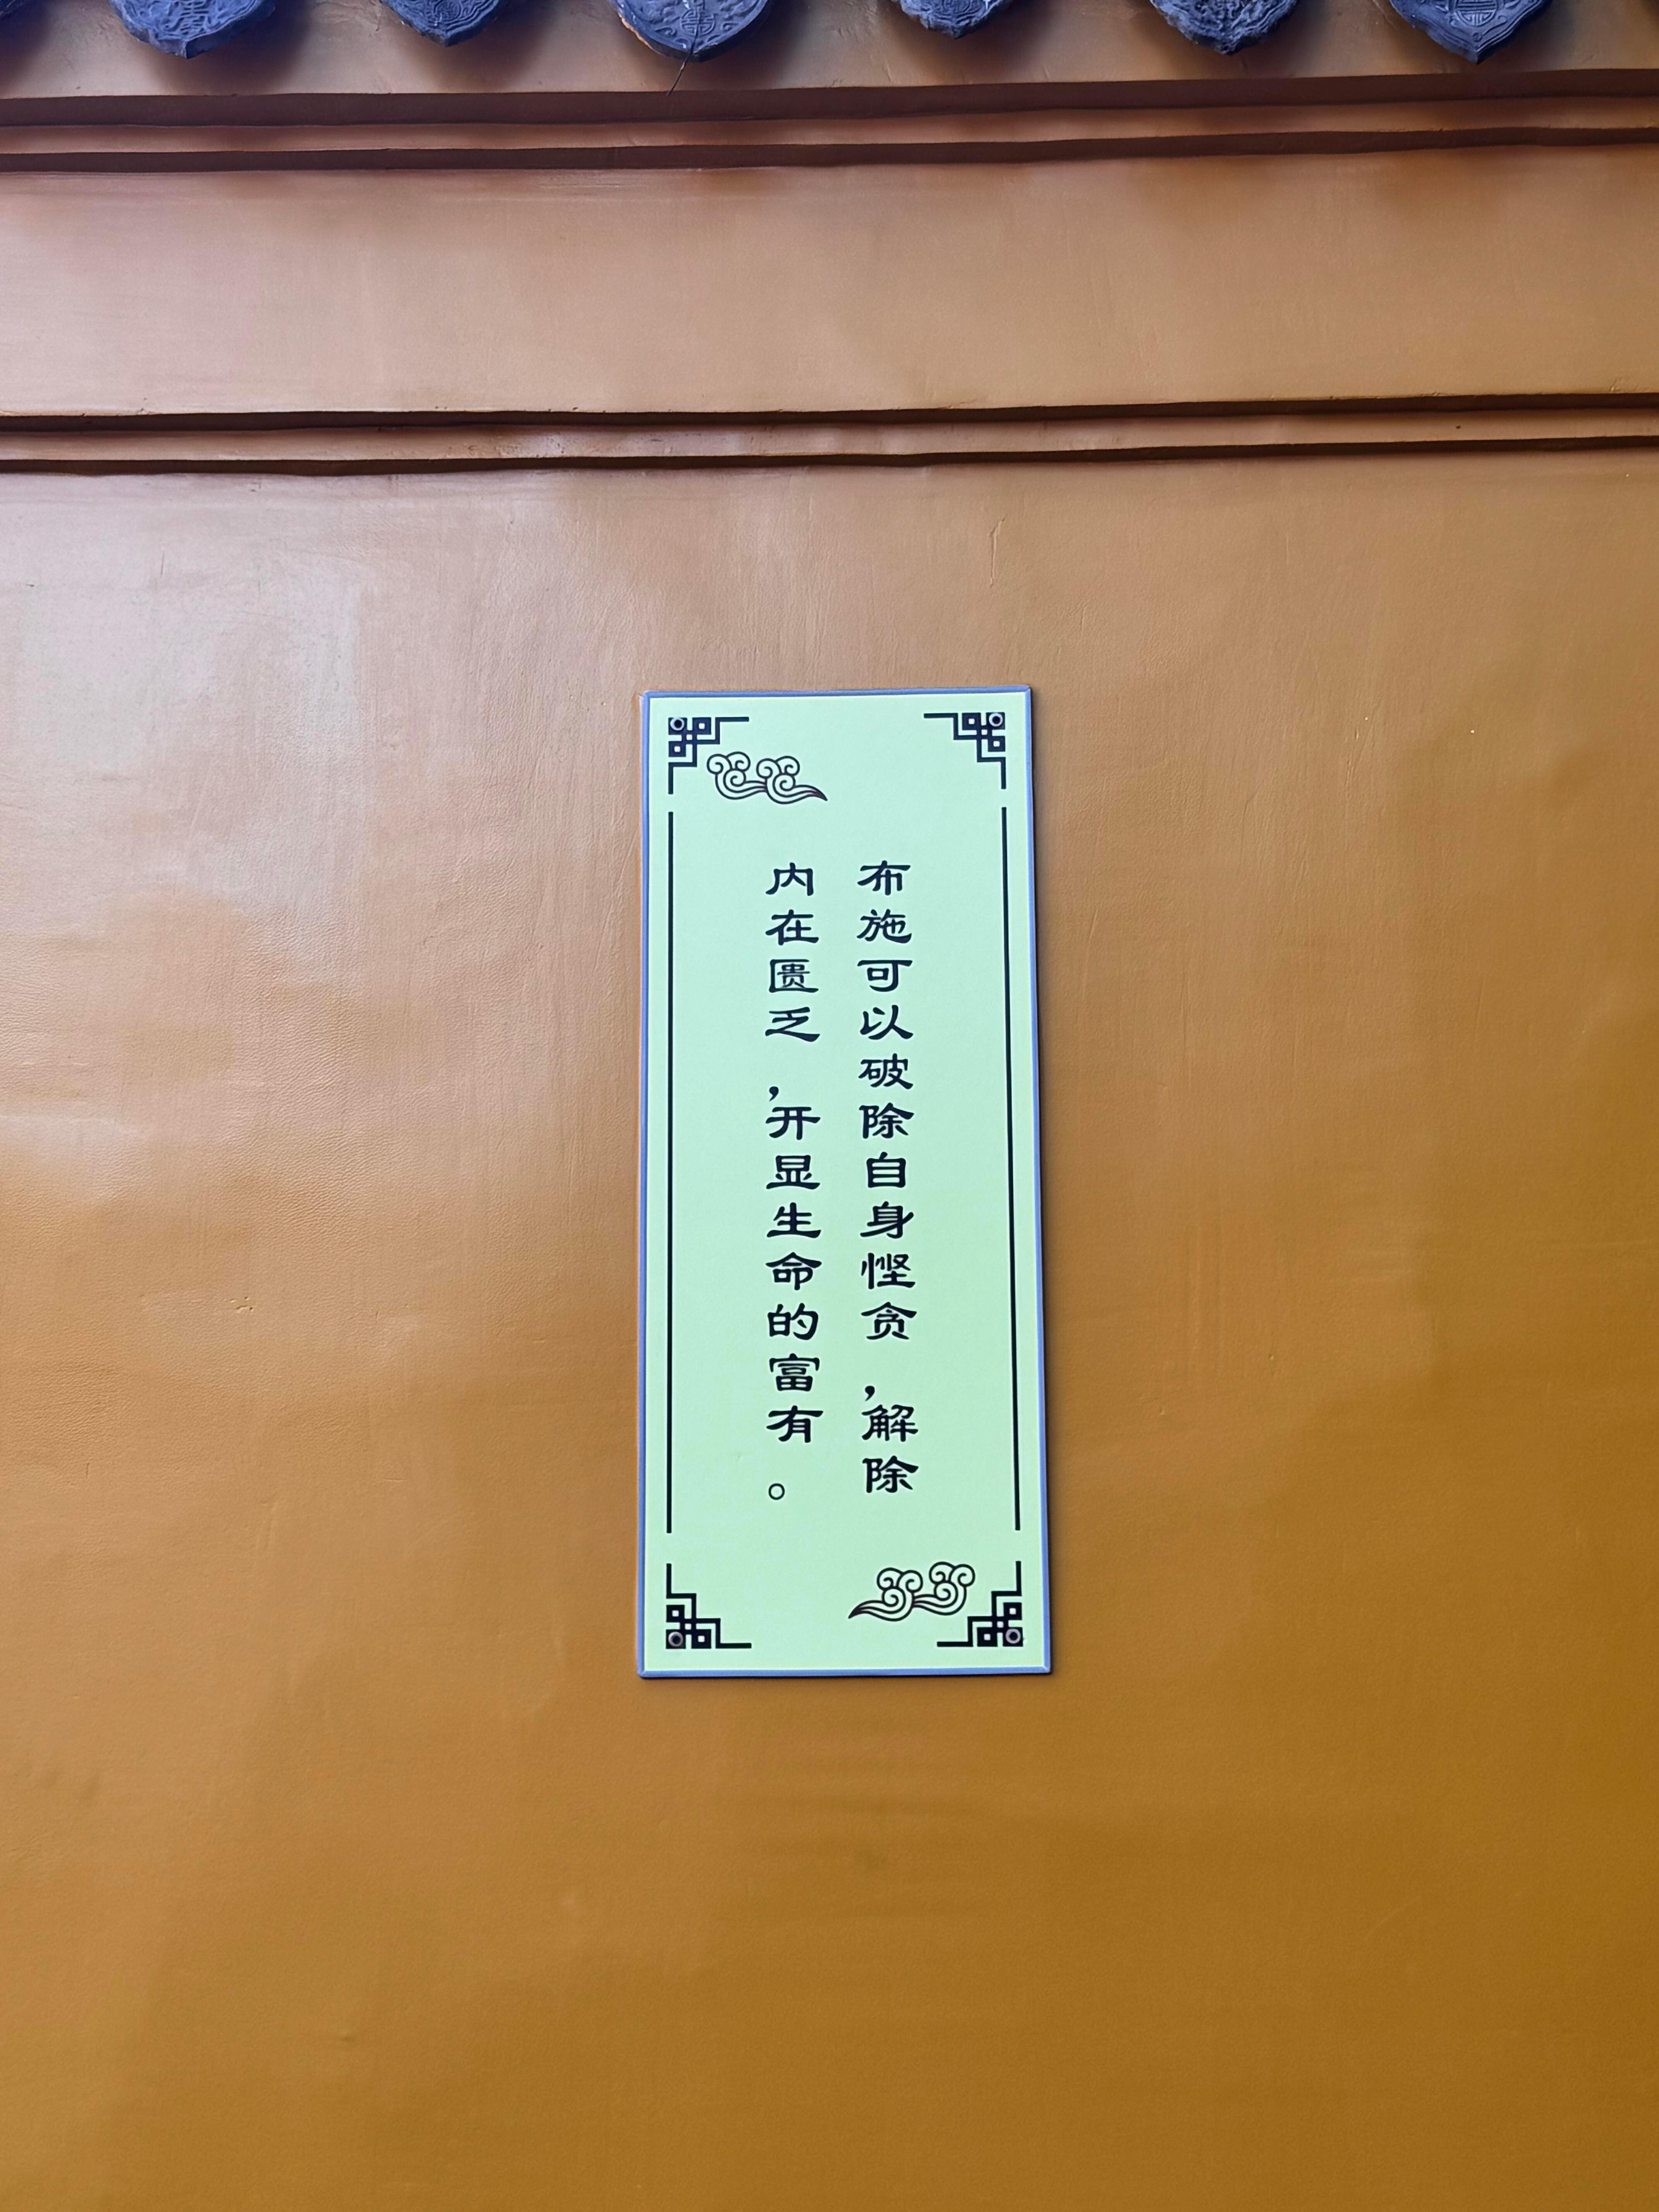 布施可以破除自身悭贪,解除
内在匮乏,开显生命的富有。